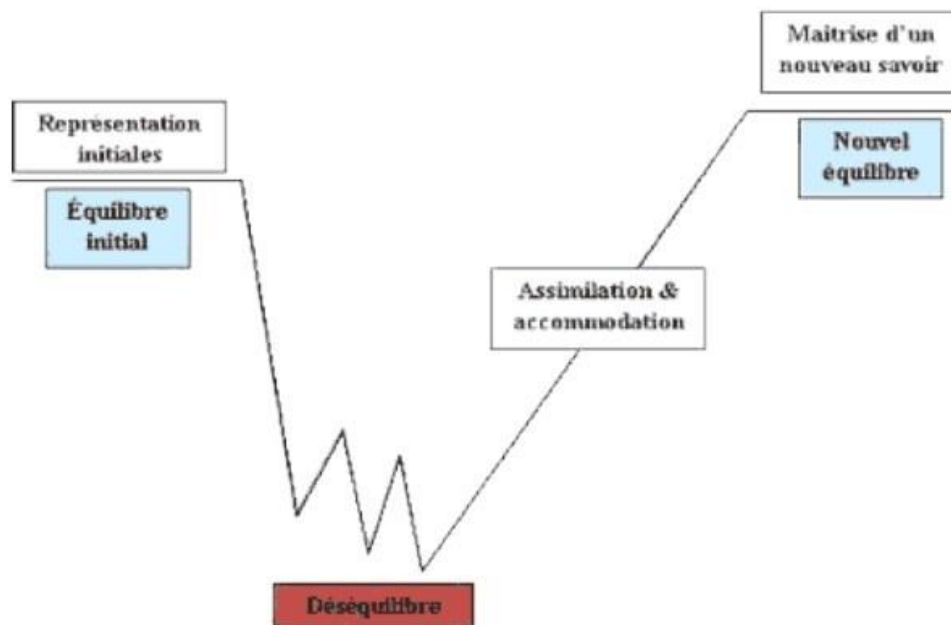 Représentation
initiales
Équilibre
initial
Déséquilibre
Assimilation &
accommodation
Maitrise d'un
nouveau savoir
Nouvel
équilibre